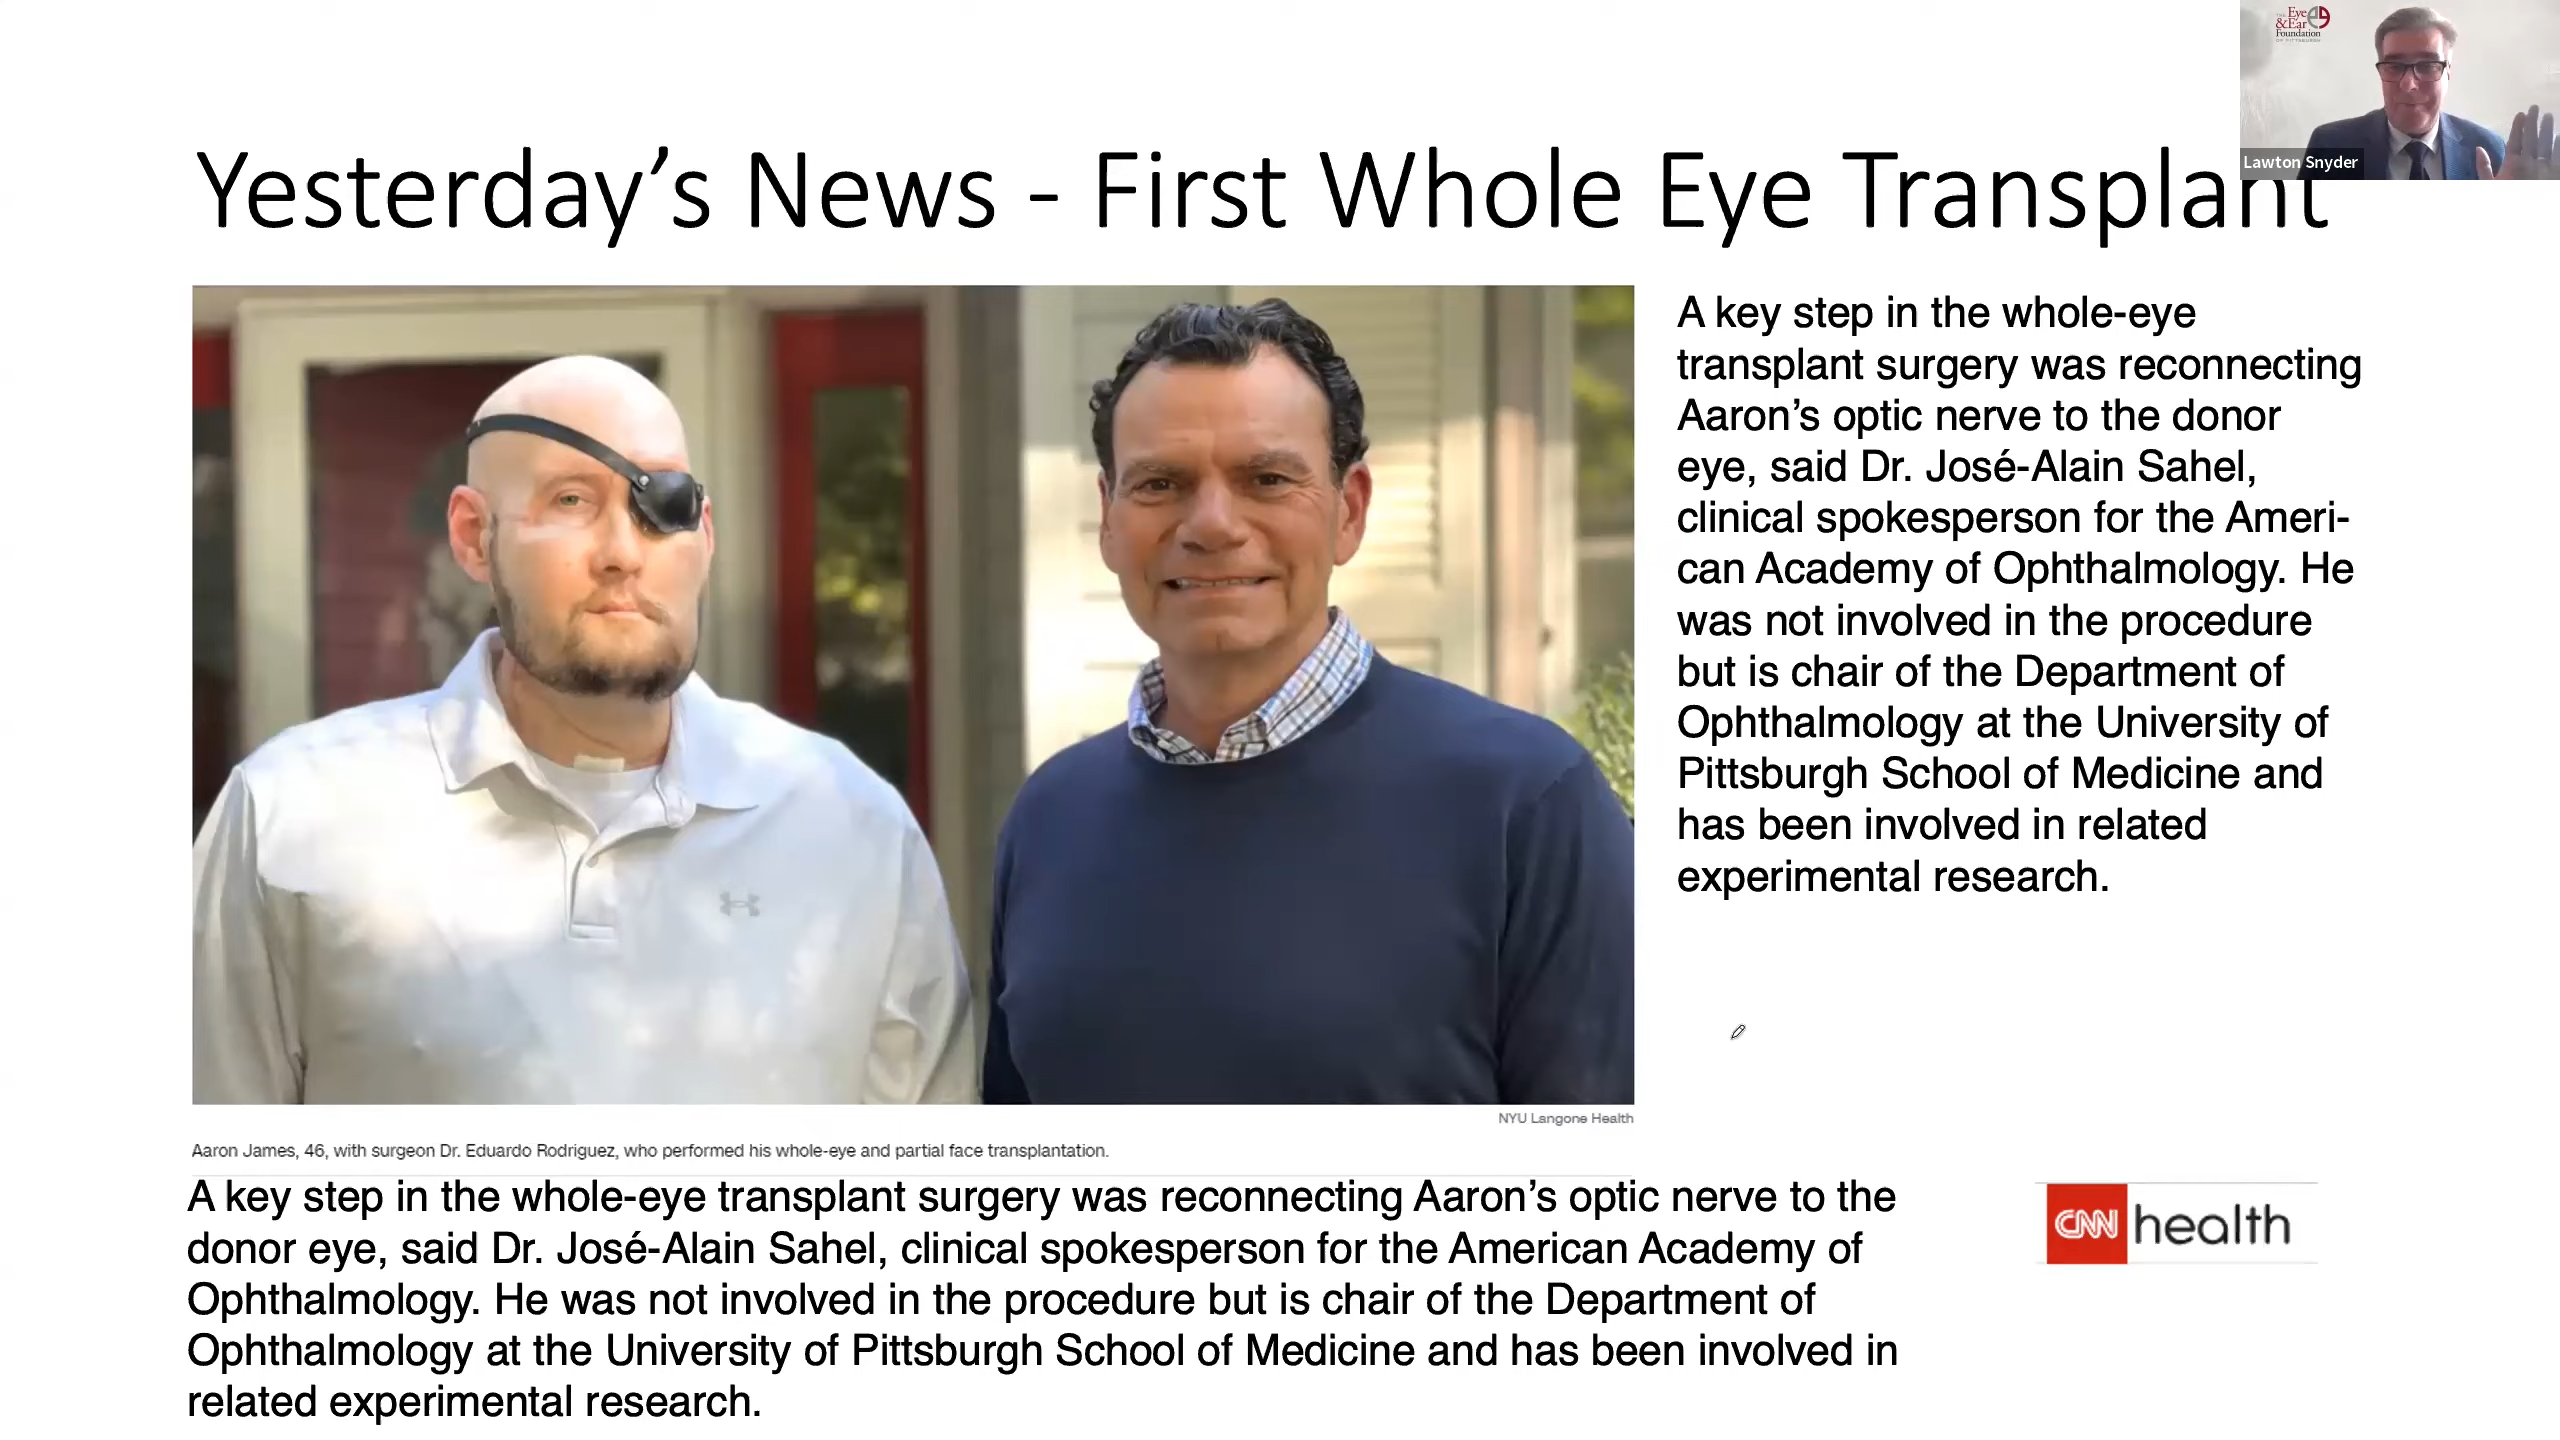 The Eye
&Ear
Foundation
OF PITTSBURGH
Lawton Snyder
Yesterday’s News - First Whole Eye Transplant
A key step in the whole-eye
transplant surgery was reconnecting
Aaron’s optic nerve to the donor
eye, said Dr. José-Alain Sahel,
clinical spokesperson for the Ameri-
can Academy of Ophthalmology. He
was not involved in the procedure
but is chair of the Department of
Ophthalmology at the University of
Pittsburgh School of Medicine and
has been involved in related
experimental research.
NYU Langone Health
Aaron James, 46, with surgeon Dr. Eduardo Rodriguez, who performed his whole-eye and partial face transplantation.
A key step in the whole-eye transplant surgery was reconnecting Aaron’s optic nerve to the
donor eye, said Dr. José-Alain Sahel, clinical spokesperson for the American Academy of
Ophthalmology. He was not involved in the procedure but is chair of the Department of
Ophthalmology at the University of Pittsburgh School of Medicine and has been involved in
related experimental research.
CNN health